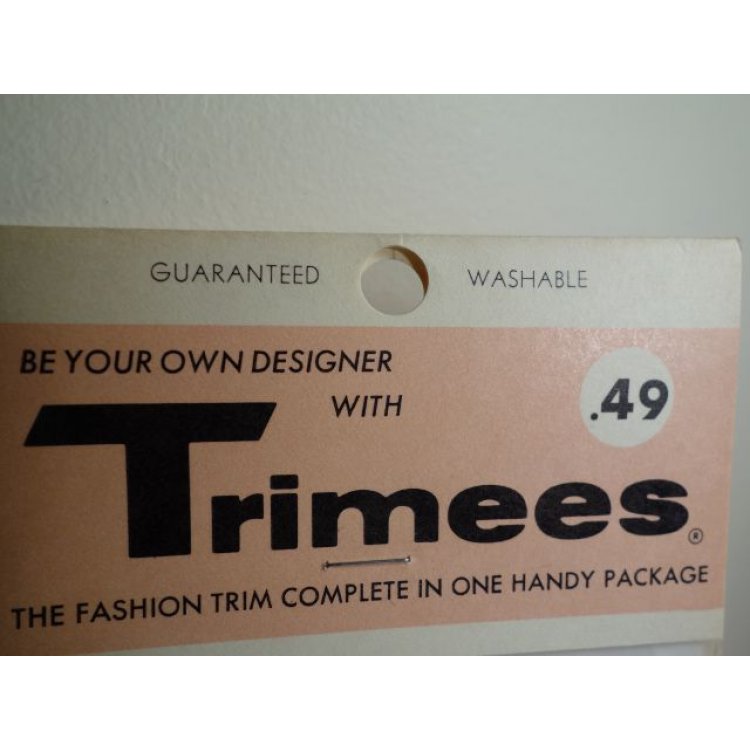 GUARANTEED WASHABLE
BE YOUR OWN DESIGNER
WITH .49
Trimees®
THE FASHION TRIM COMPLETE IN ONE HANDY PACKAGE